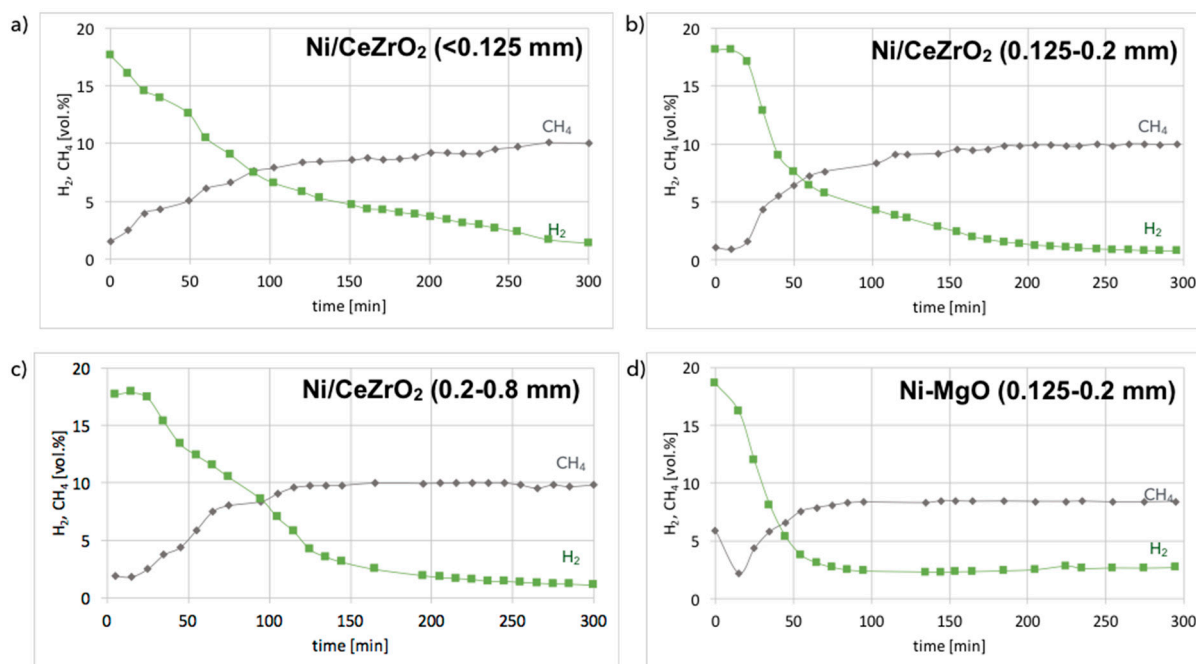 a)
Ni/CeZrO₂ (<0.125 mm)
H₂, CH₄ [vol.%]
20
15
10
5
0
CH₄
H₂
0 50 100 150 200 250 300
time [min]
b)
Ni/CeZrO₂ (0.125-0.2 mm)
H₂, CH₄ [vol.%]
20
15
10
5
0
CH₄
H₂
0 50 100 150 200 250 300
time [min]
c)
Ni/CeZrO₂ (0.2-0.8 mm)
H₂, CH₄ [vol.%]
20
15
10
5
0
CH₄
H₂
0 50 100 150 200 250 300
time [min]
d)
Ni-MgO (0.125-0.2 mm)
H₂, CH₄ [vol.%]
20
15
10
5
0
CH₄
H₂
0 50 100 150 200 250 300
time [min]